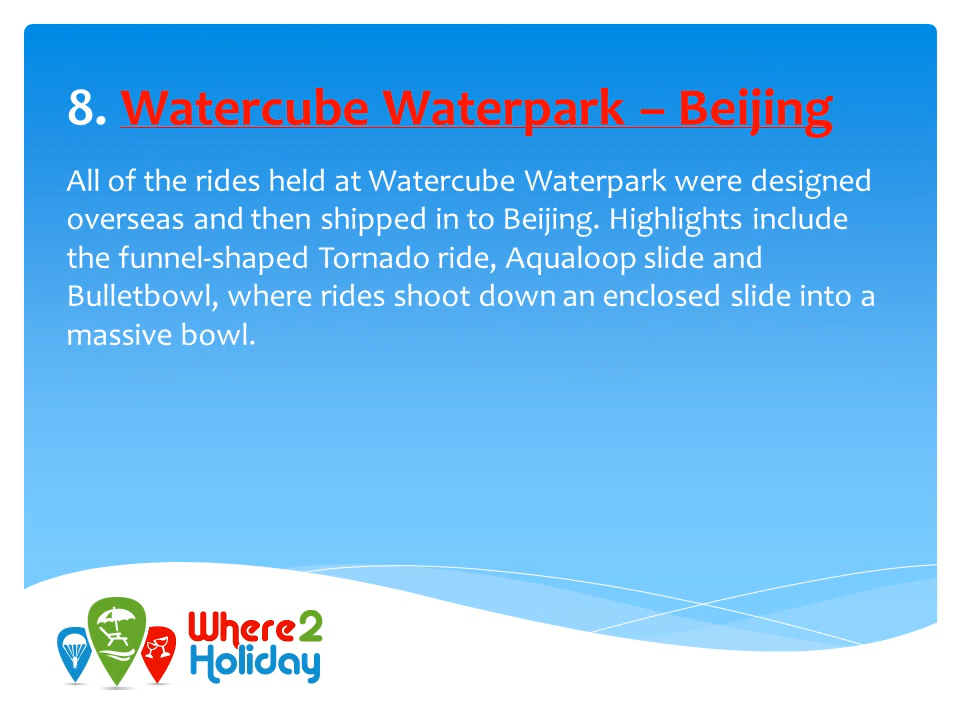 8. Watercube Waterpark – Beijing
All of the rides held at Watercube Waterpark were designed
overseas and then shipped in to Beijing. Highlights include
the funnel-shaped Tornado ride, Aqualoop slide and
Bulletbowl, where rides shoot down an enclosed slide into a
massive bowl.
Where2
Holiday